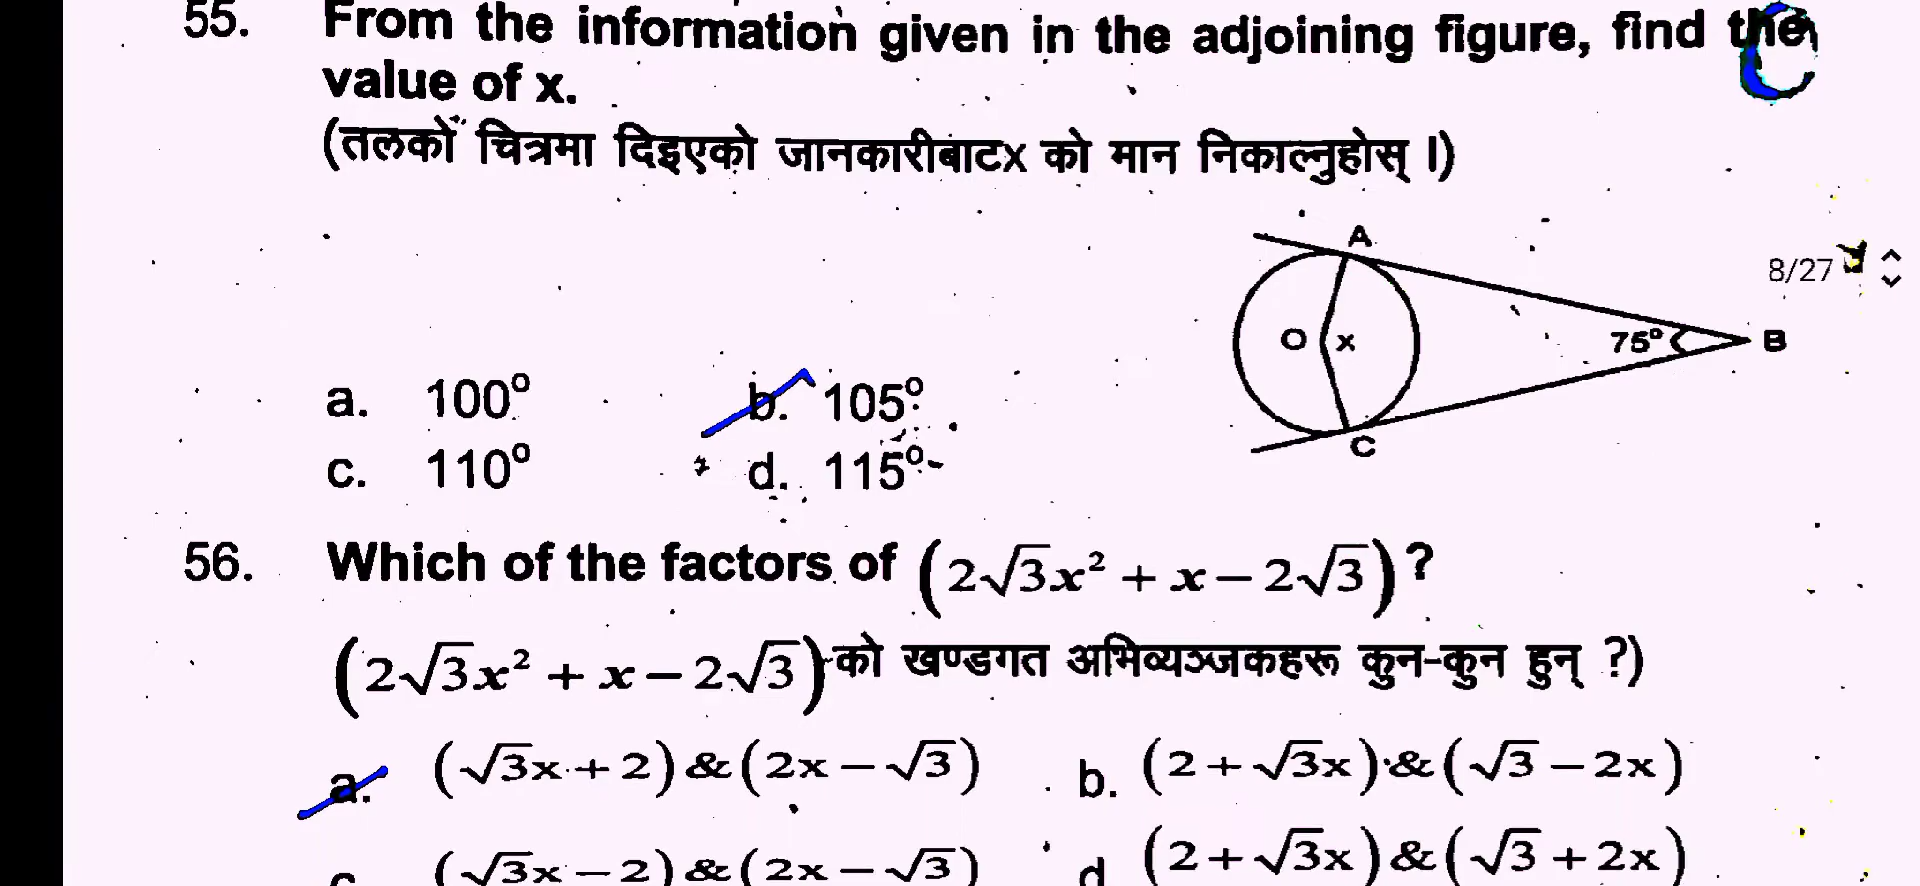 55. From the information given in the adjoining figure, find the
value of x.
(तलको चित्रमा दिइएको जानकारीबाटx को मान निकाल्नुहोस् ।)
A
8/27
O x 75° B
a. 100° b. 105°
C
c. 110° d. 115°
56. Which of the factors of (2√3x² + x – 2√3)?
(2√3x² + x – 2√3) को खण्डगत अभिव्यञ्जकहरू कुन-कुन हुन् ?)
a. (√3x + 2) & (2x – √3) b. (2 + √3x) & (√3 – 2x)
c (√3x – 2) & (2x – √3) d (2 + √3x) & (√3 + 2x)